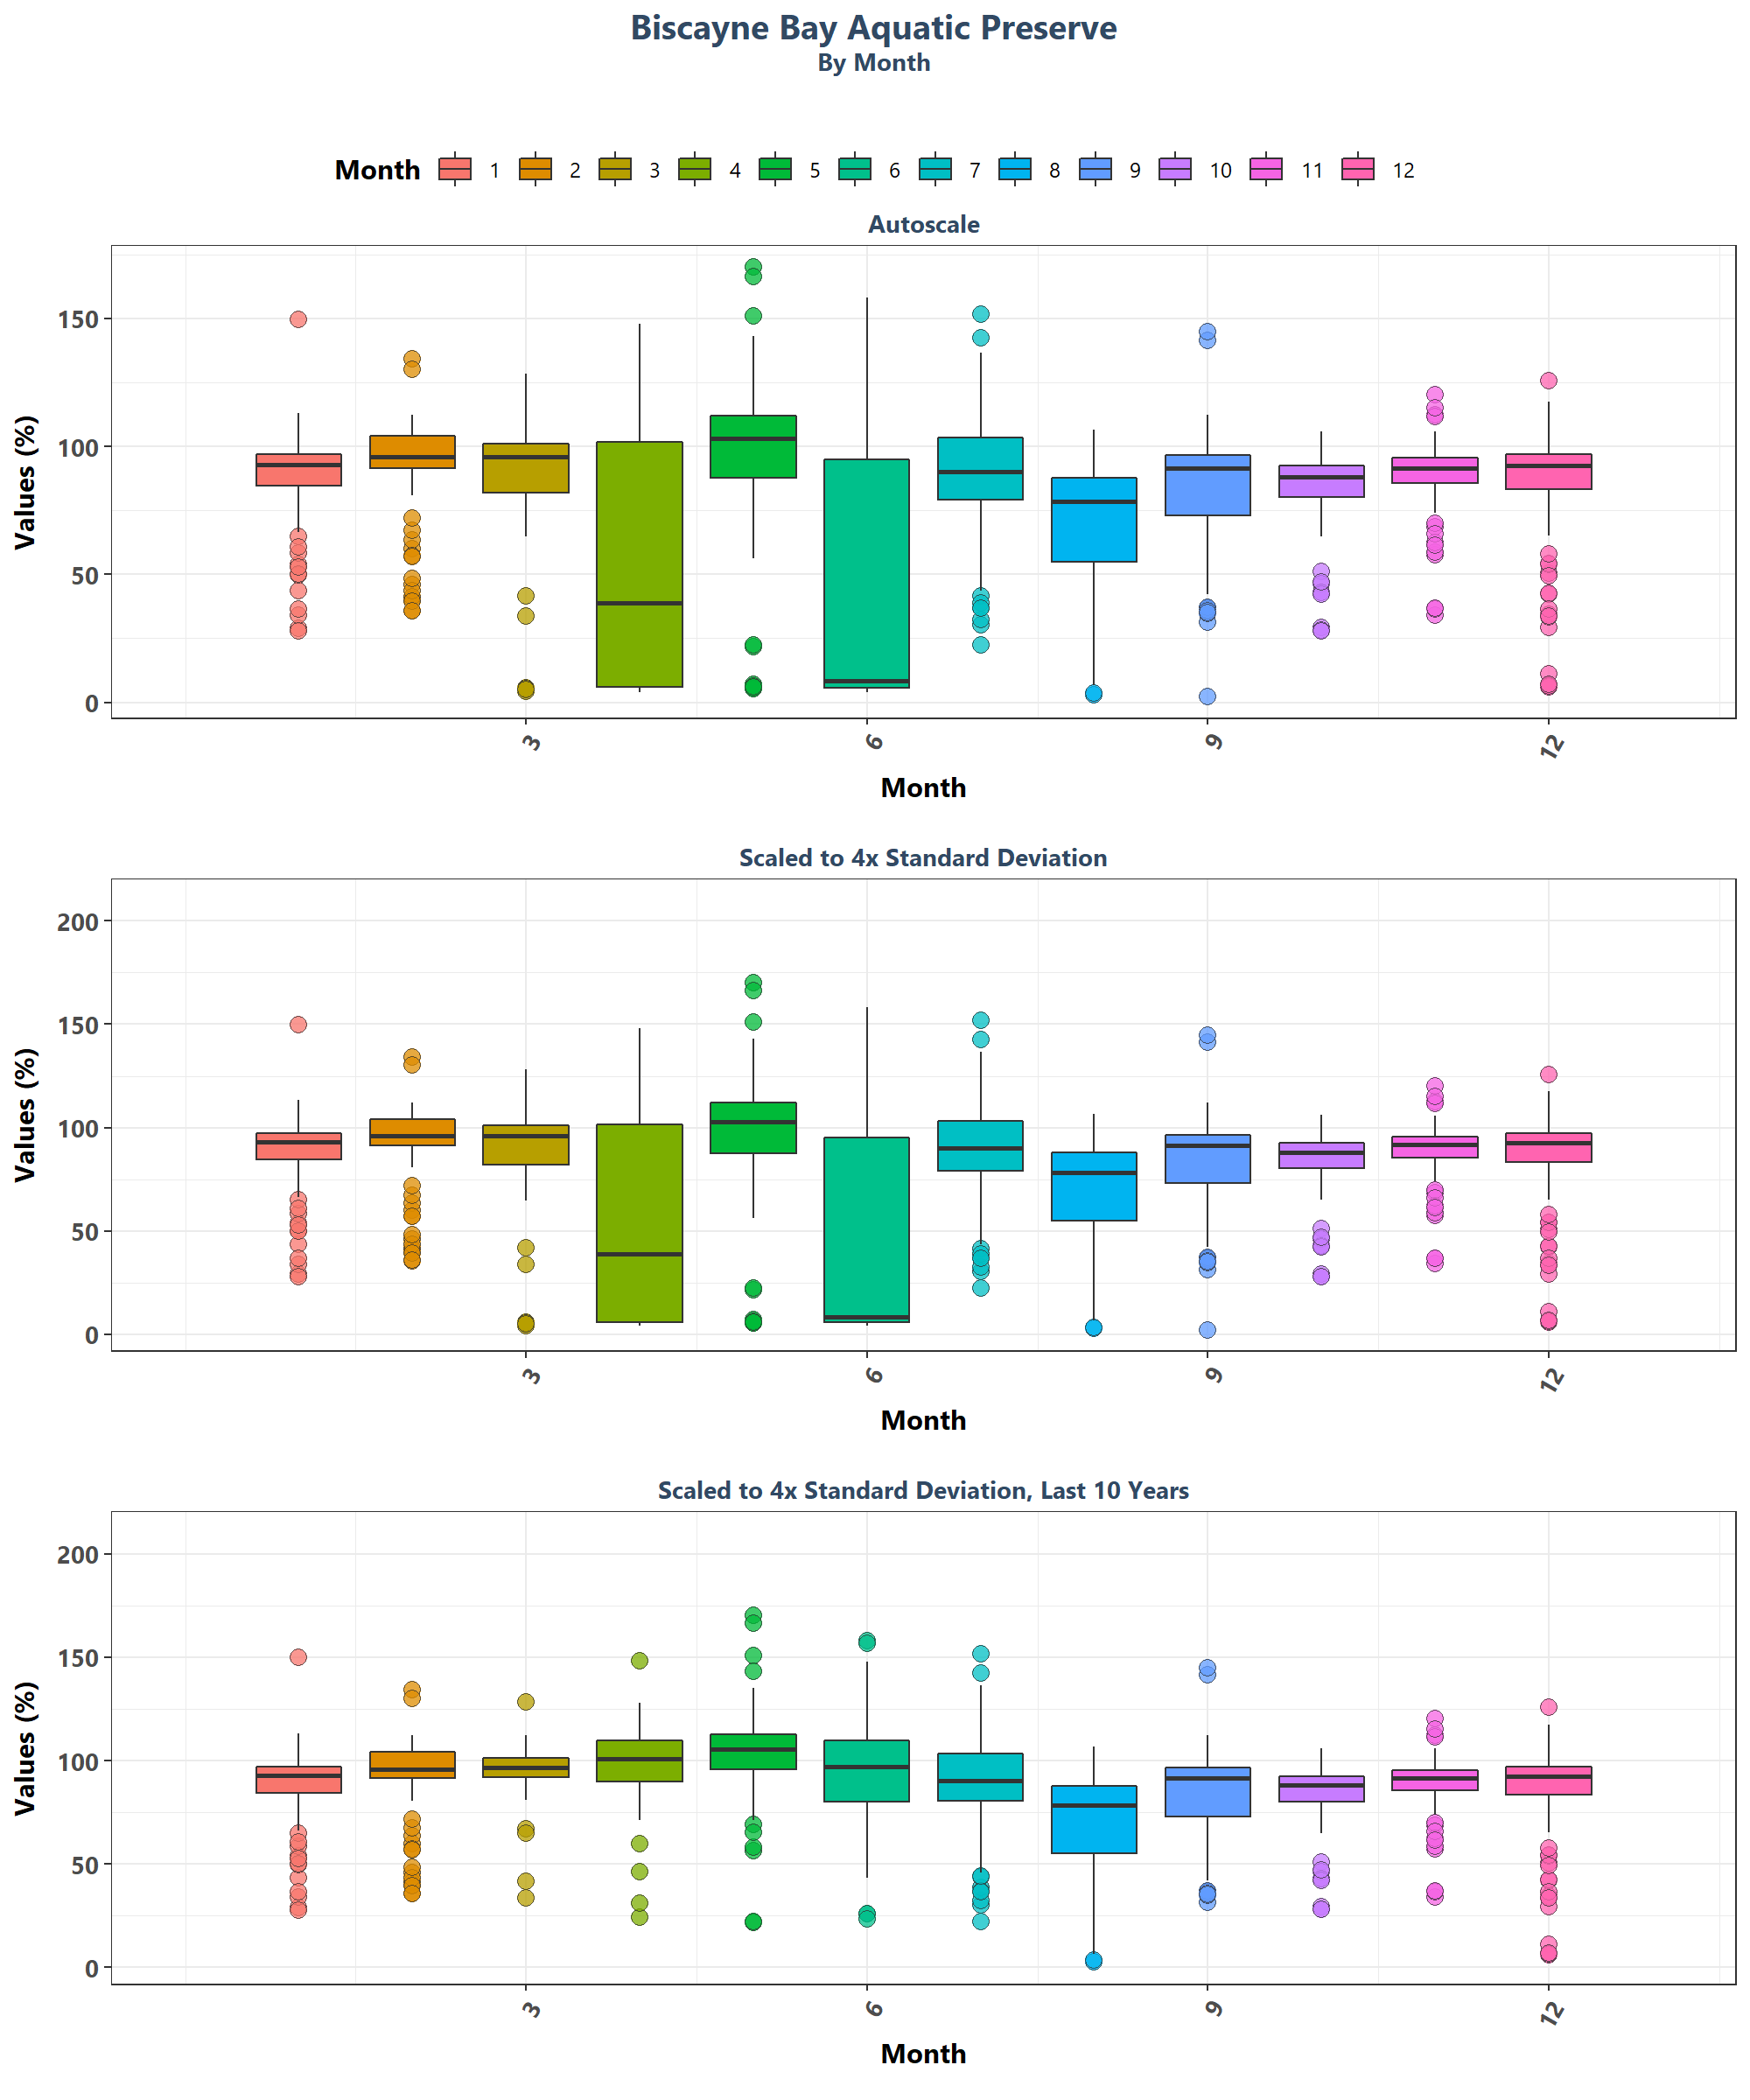 Biscayne Bay Aquatic Preserve
By Month
Month 1 2 3 4 5 6 7 8 9 10 11 12
Autoscale
Values (%)
150
100
50
0
3 6 9 12
Month
Scaled to 4x Standard Deviation
Values (%)
200
150
100
50
0
3 6 9 12
Month
Scaled to 4x Standard Deviation, Last 10 Years
Values (%)
200
150
100
50
0
3 6 9 12
Month